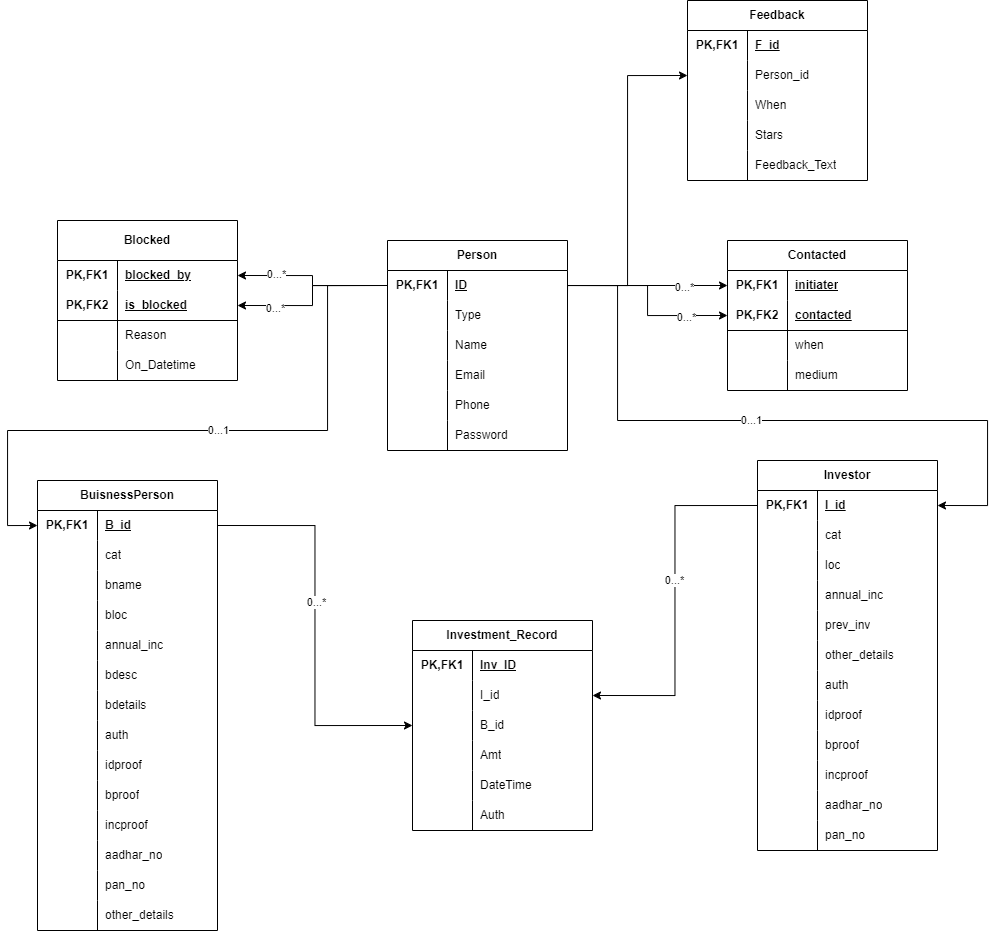 Feedback
PK,FK1 F_id
Person_id
When
Stars
Feedback_Text
Blocked
PK,FK1 blocked_by
PK,FK2 is_blocked
Reason
On_Datetime
0...*
0...*
Person
PK,FK1 ID
Type
Name
Email
Phone
Password
0...*
0...*
Contacted
PK,FK1 initiater
PK,FK2 contacted
when
medium
0...1
0...1
BuisnessPerson
PK,FK1 B_id
cat
bname
bloc
annual_inc
bdesc
bdetails
auth
idproof
bproof
incproof
aadhar_no
pan_no
other_details
0...*
Investment_Record
PK,FK1 Inv_ID
I_id
B_id
Amt
DateTime
Auth
0...*
Investor
PK,FK1 I_id
cat
loc
annual_inc
prev_inv
other_details
auth
idproof
bproof
incproof
aadhar_no
pan_no